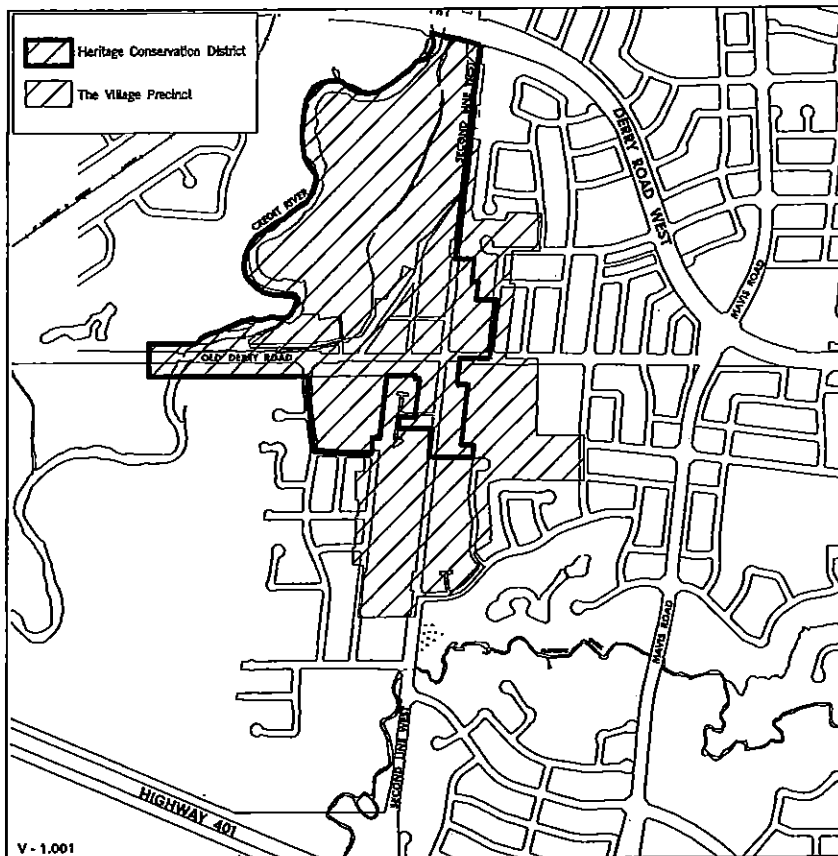 Heritage Conservation District
The Village Precinct
SECOND LINE WEST
DERRY ROAD WEST
CREDIT RIVER
MAVIS ROAD
OLD DERRY ROAD
MAVIS ROAD
SECOND LINE WEST
HIGHWAY 401
V - 1.001